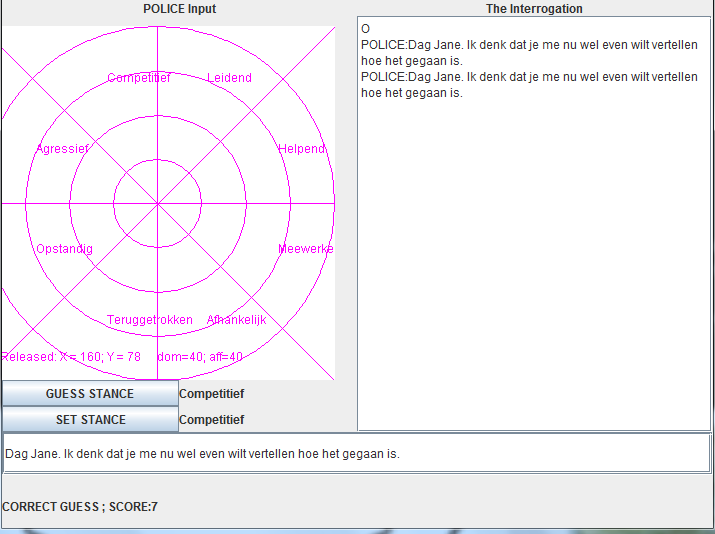 POLICE Input
The Interrogation
Competitief
Leidend
Agressief
Helpend
Opstandig
Meewerke
Teruggetrokken
Afhankelijk
Released: X = 160; Y = 78 dom=40; aff=40
O
POLICE:Dag Jane. Ik denk dat je me nu wel even wilt vertellen
hoe het gegaan is.
POLICE:Dag Jane. Ik denk dat je me nu wel even wilt vertellen
hoe het gegaan is.
GUESS STANCE
Competitief
SET STANCE
Competitief
Dag Jane. Ik denk dat je me nu wel even wilt vertellen hoe het gegaan is.
CORRECT GUESS ; SCORE:7